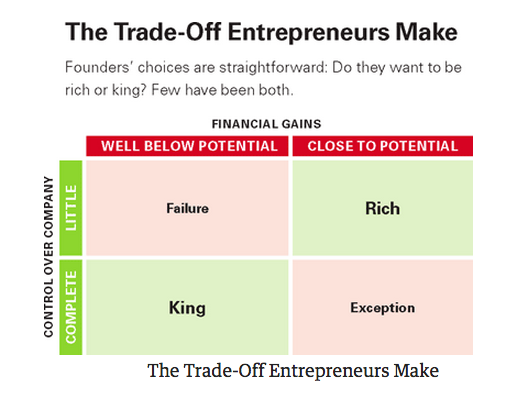 The Trade-Off Entrepreneurs Make
Founders’ choices are straightforward: Do they want to be
rich or king? Few have been both.
FINANCIAL GAINS
WELL BELOW POTENTIAL
CLOSE TO POTENTIAL
CONTROL OVER COMPANY
LITTLE
Failure
Rich
COMPLETE
King
Exception
The Trade-Off Entrepreneurs Make